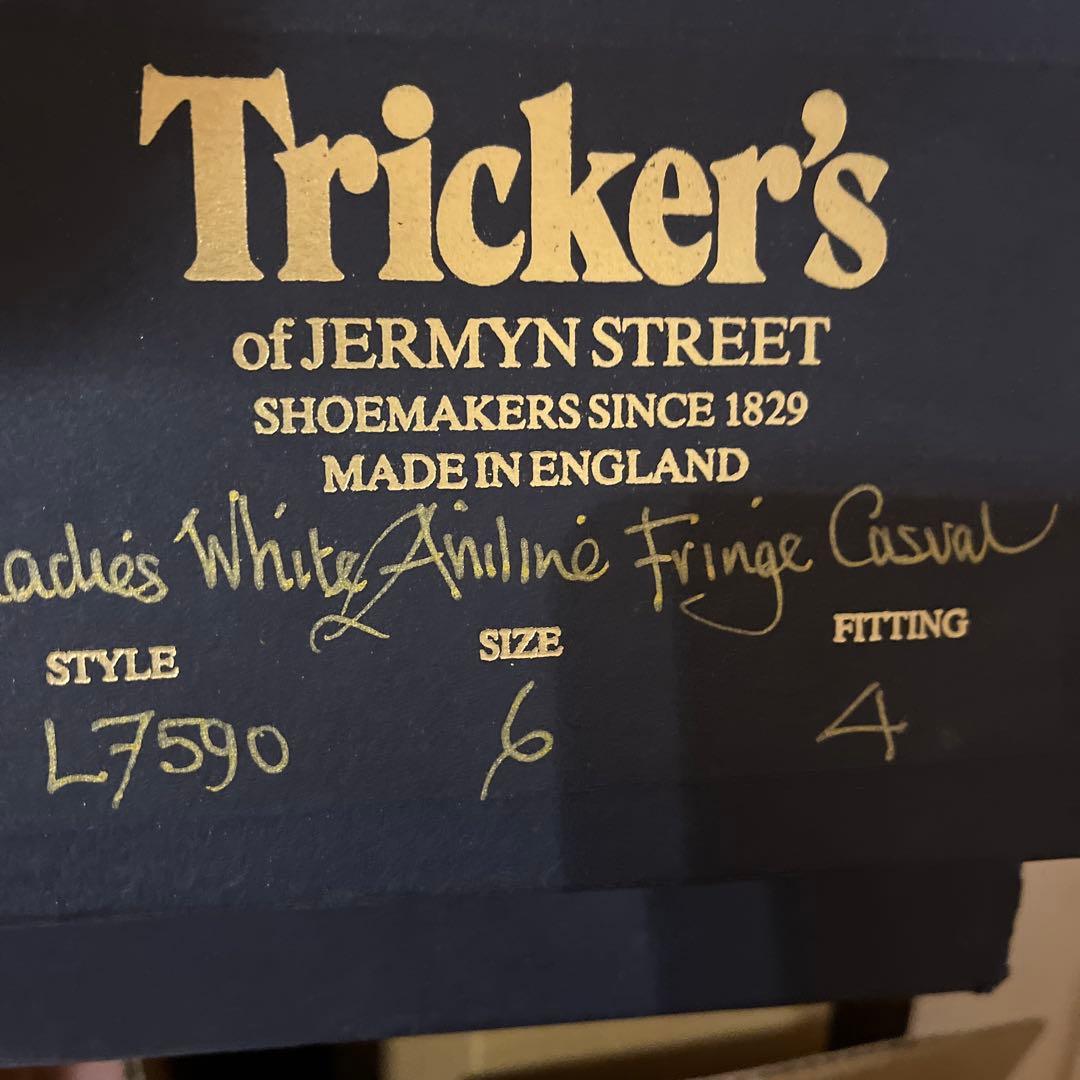 Tricker's
of JERMYN STREET
SHOEMAKERS SINCE 1829
MADE IN ENGLAND
Ladies White Aniline Fringe Casual
STYLE SIZE FITTING
L7590 6 4